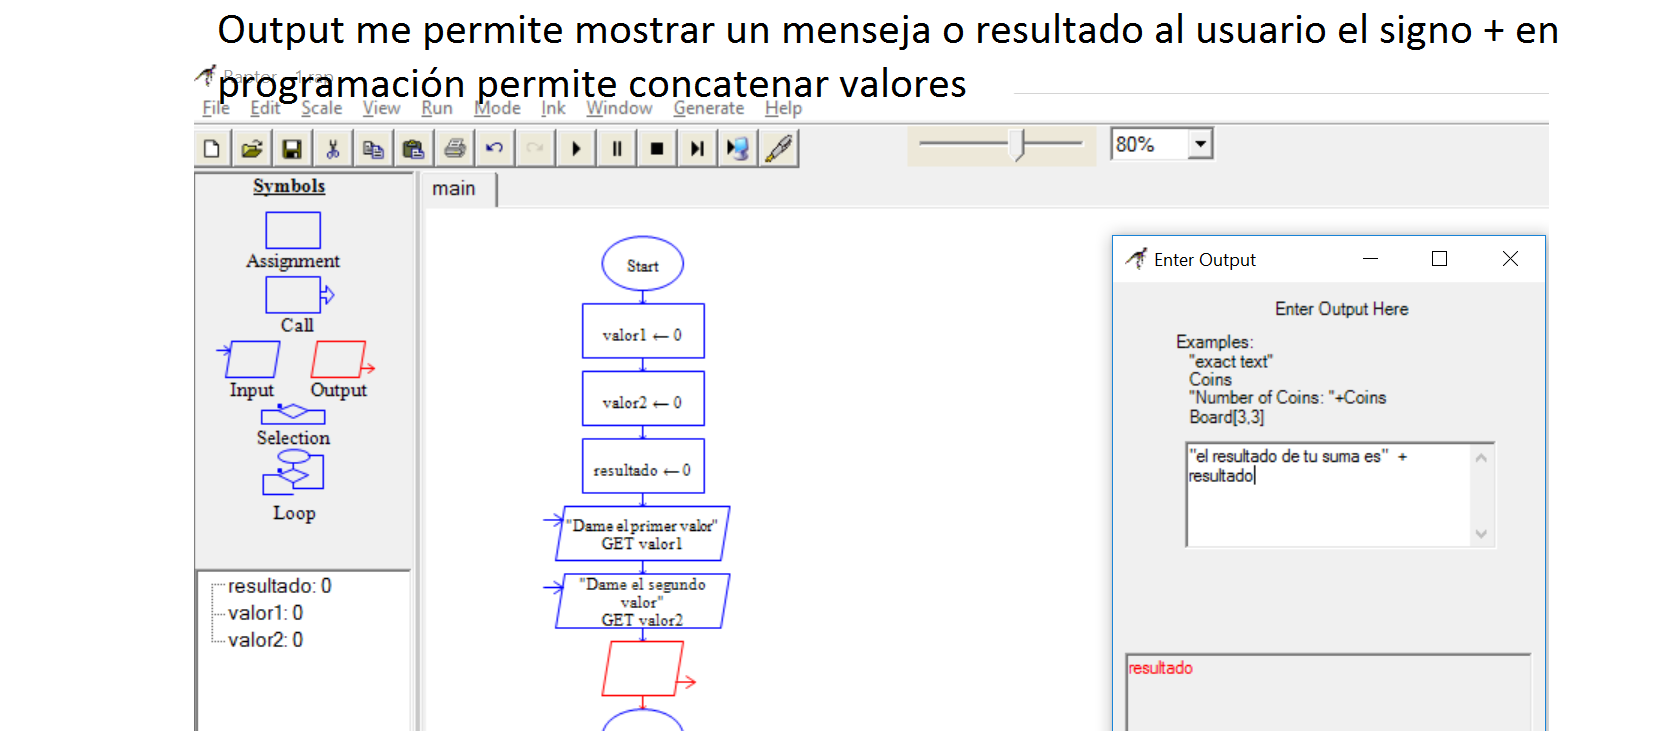 Output me permite mostrar un menseja o resultado al usuario el signo + en
programación permite concatenar valores
Raptor - 1.rap
File Edit Scale View Run Mode Ink Window Generate Help
80%
Symbols
Assignment
Call
Input Output
Selection
Loop
resultado: 0
valor1: 0
valor2: 0
main
Start
valor1 ← 0
valor2 ← 0
resultado ← 0
"Dame el primer valor"
GET valor1
"Dame el segundo
valor"
GET valor2
Enter Output
Enter Output Here
Examples:
"exact text"
Coins
"Number of Coins: "+Coins
Board[3,3]
"el resultado de tu suma es" +
resultado
resultado